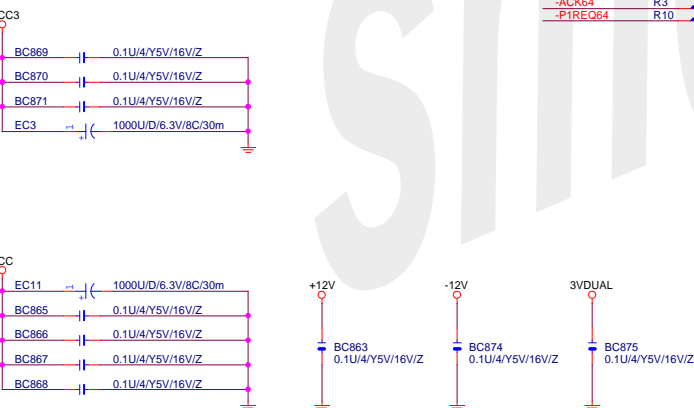 -ACK64 R3
-P1REQ64 R10
CC3
BC869 0.1U/4/Y5V/16V/Z
BC870 0.1U/4/Y5V/16V/Z
BC871 0.1U/4/Y5V/16V/Z
EC3 1 + 1000U/D/6.3V/8C/30m
CC
EC11 1 + 1000U/D/6.3V/8C/30m
BC865 0.1U/4/Y5V/16V/Z
BC866 0.1U/4/Y5V/16V/Z
BC867 0.1U/4/Y5V/16V/Z
BC868 0.1U/4/Y5V/16V/Z
+12V -12V 3VDUAL
BC863 BC874 BC875
0.1U/4/Y5V/16V/Z 0.1U/4/Y5V/16V/Z 0.1U/4/Y5V/16V/Z